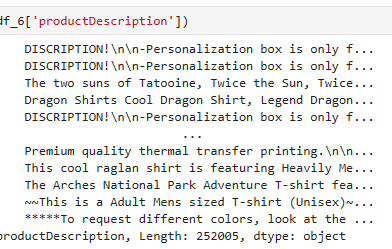 df_6['productDescription'])
DISCRIPTION!\n\n-Personalization box is only f...
DISCRIPTION!\n\n-Personalization box is only f...
The two suns of Tatooine, Twice the Sun, Twice...
Dragon Shirts Cool Dragon Shirt, Legend Dragon...
DISCRIPTION!\n\n-Personalization box is only f...
...
Premium quality thermal transfer printing.\n\n...
This cool raglan shirt is featuring Heavily Me...
The Arches National Park Adventure T-shirt fea...
~~This is a Adult Mens sized T-shirt (Unisex)~...
*****To request different colors, look at the ...
productDescription, Length: 252005, dtype: object